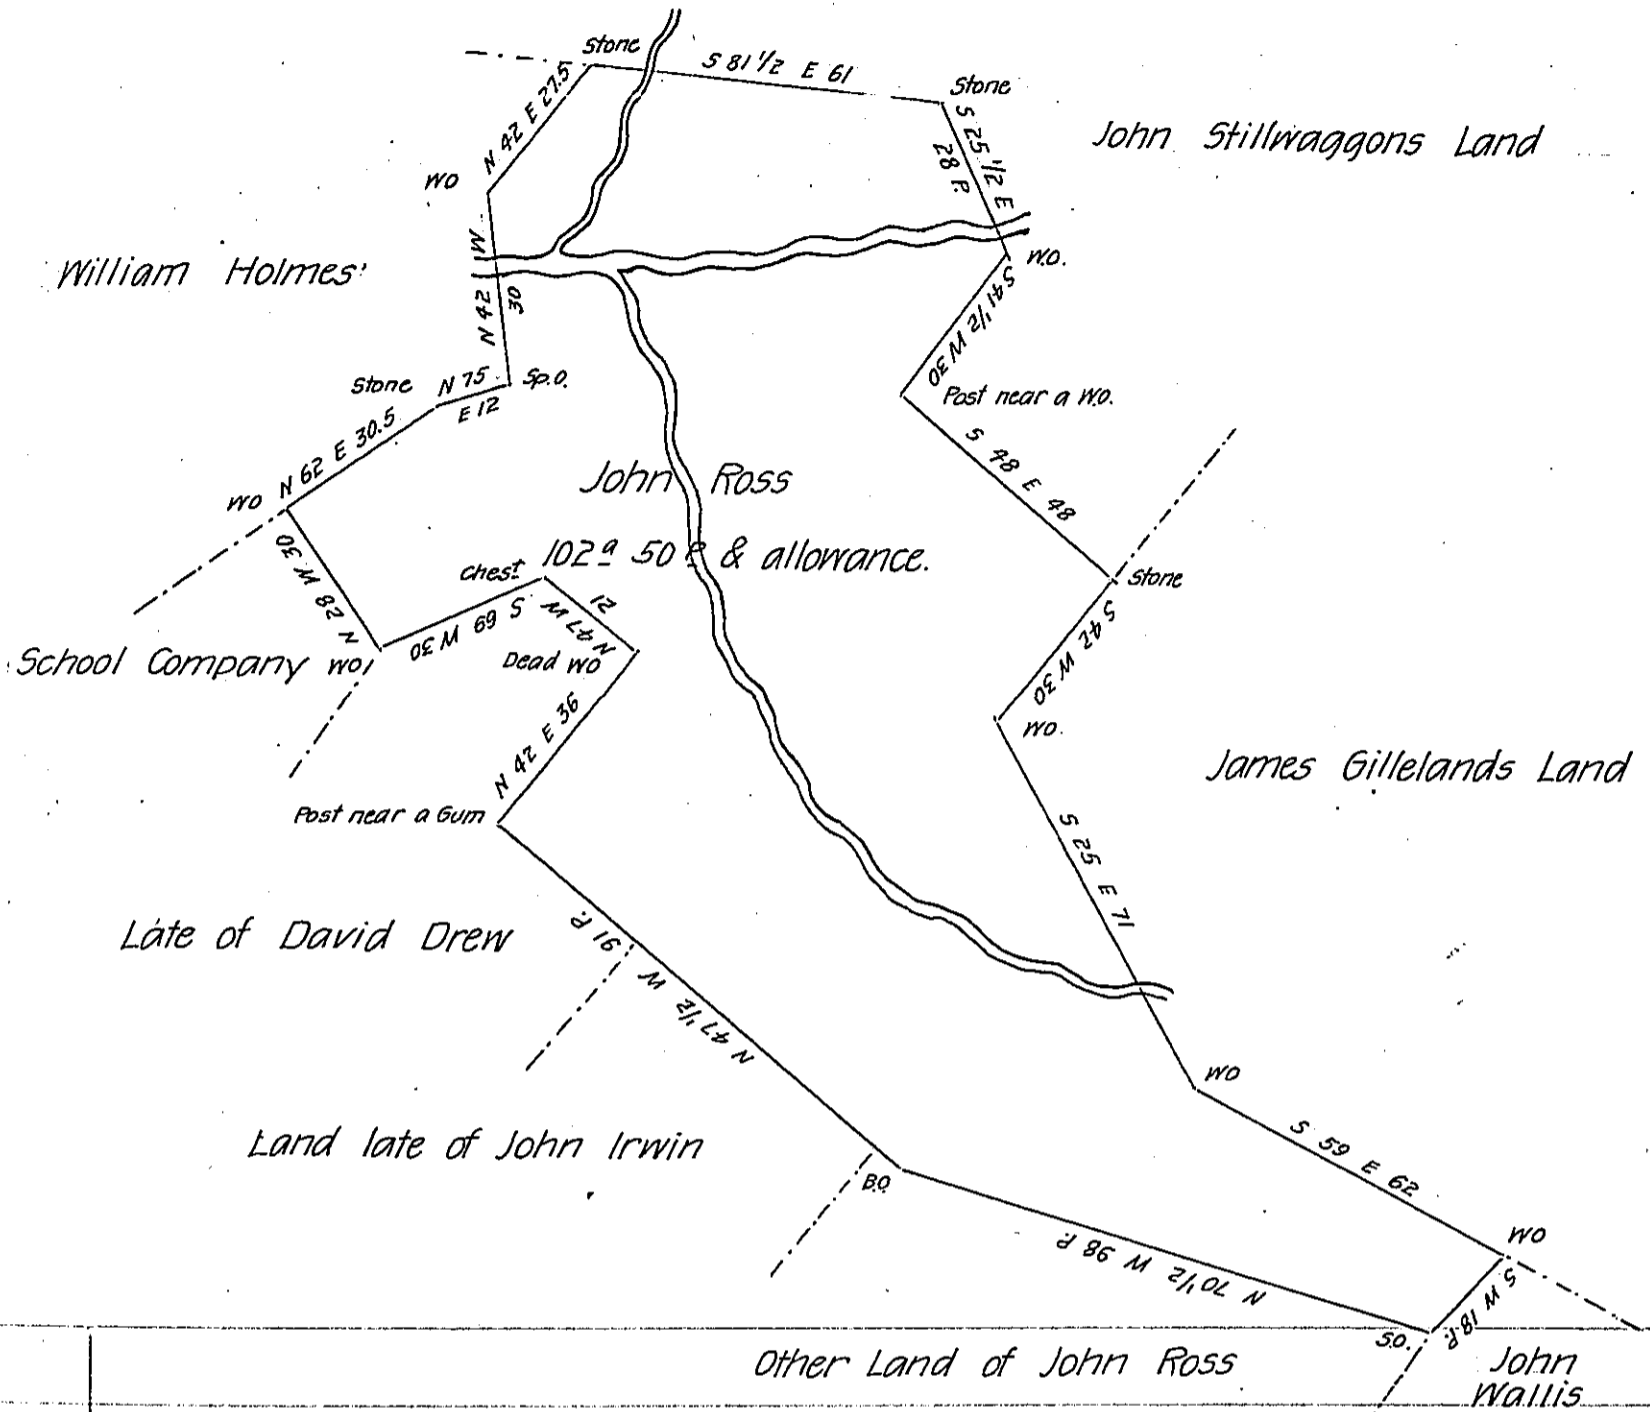 Stone
S 81 1/2 E 61
Stone
N 42 E 27.5
S 25 1/2 E
28 P.
John Stillwaggons Land
WO
William Holmes'
N 42 W
30
W.O.
S 41 1/2 W 30
Stone
N 75
E 12
Sp.O.
Post near a W.O.
N 62 E 30.5
WO
S 48 E 48
John Ross
102a 50p & allowance.
N 28 W 30
Chest
S 69 W 30
N 47 W
21
Stone
School Company
WO
Dead WO
S 42 W 30
WO.
N 42 E 36
James Gillelands Land
Post near a Gum
S 52 E 71
Late of David Drew
N 47 1/2 W 91 P.
WO
Land late of John Irwin
B.O.
S 59 E 62
N 70 1/2 W 98 P.
WO
S W 18 P.
S.O.
Other Land of John Ross
John
Wallis